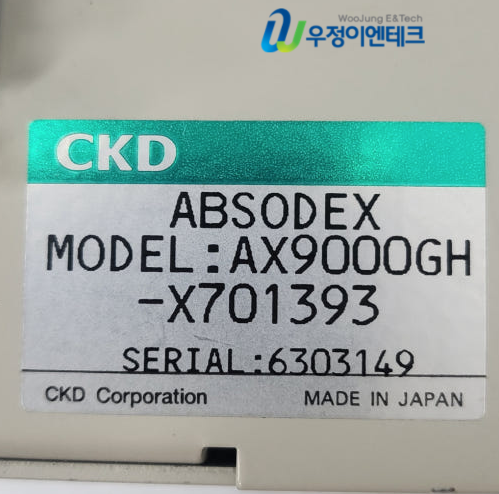 WooJung E&Tech
우정이엔테크
CKD
ABSODEX
MODEL:AX9000GH
-X701393
SERIAL:6303149
CKD Corporation MADE IN JAPAN